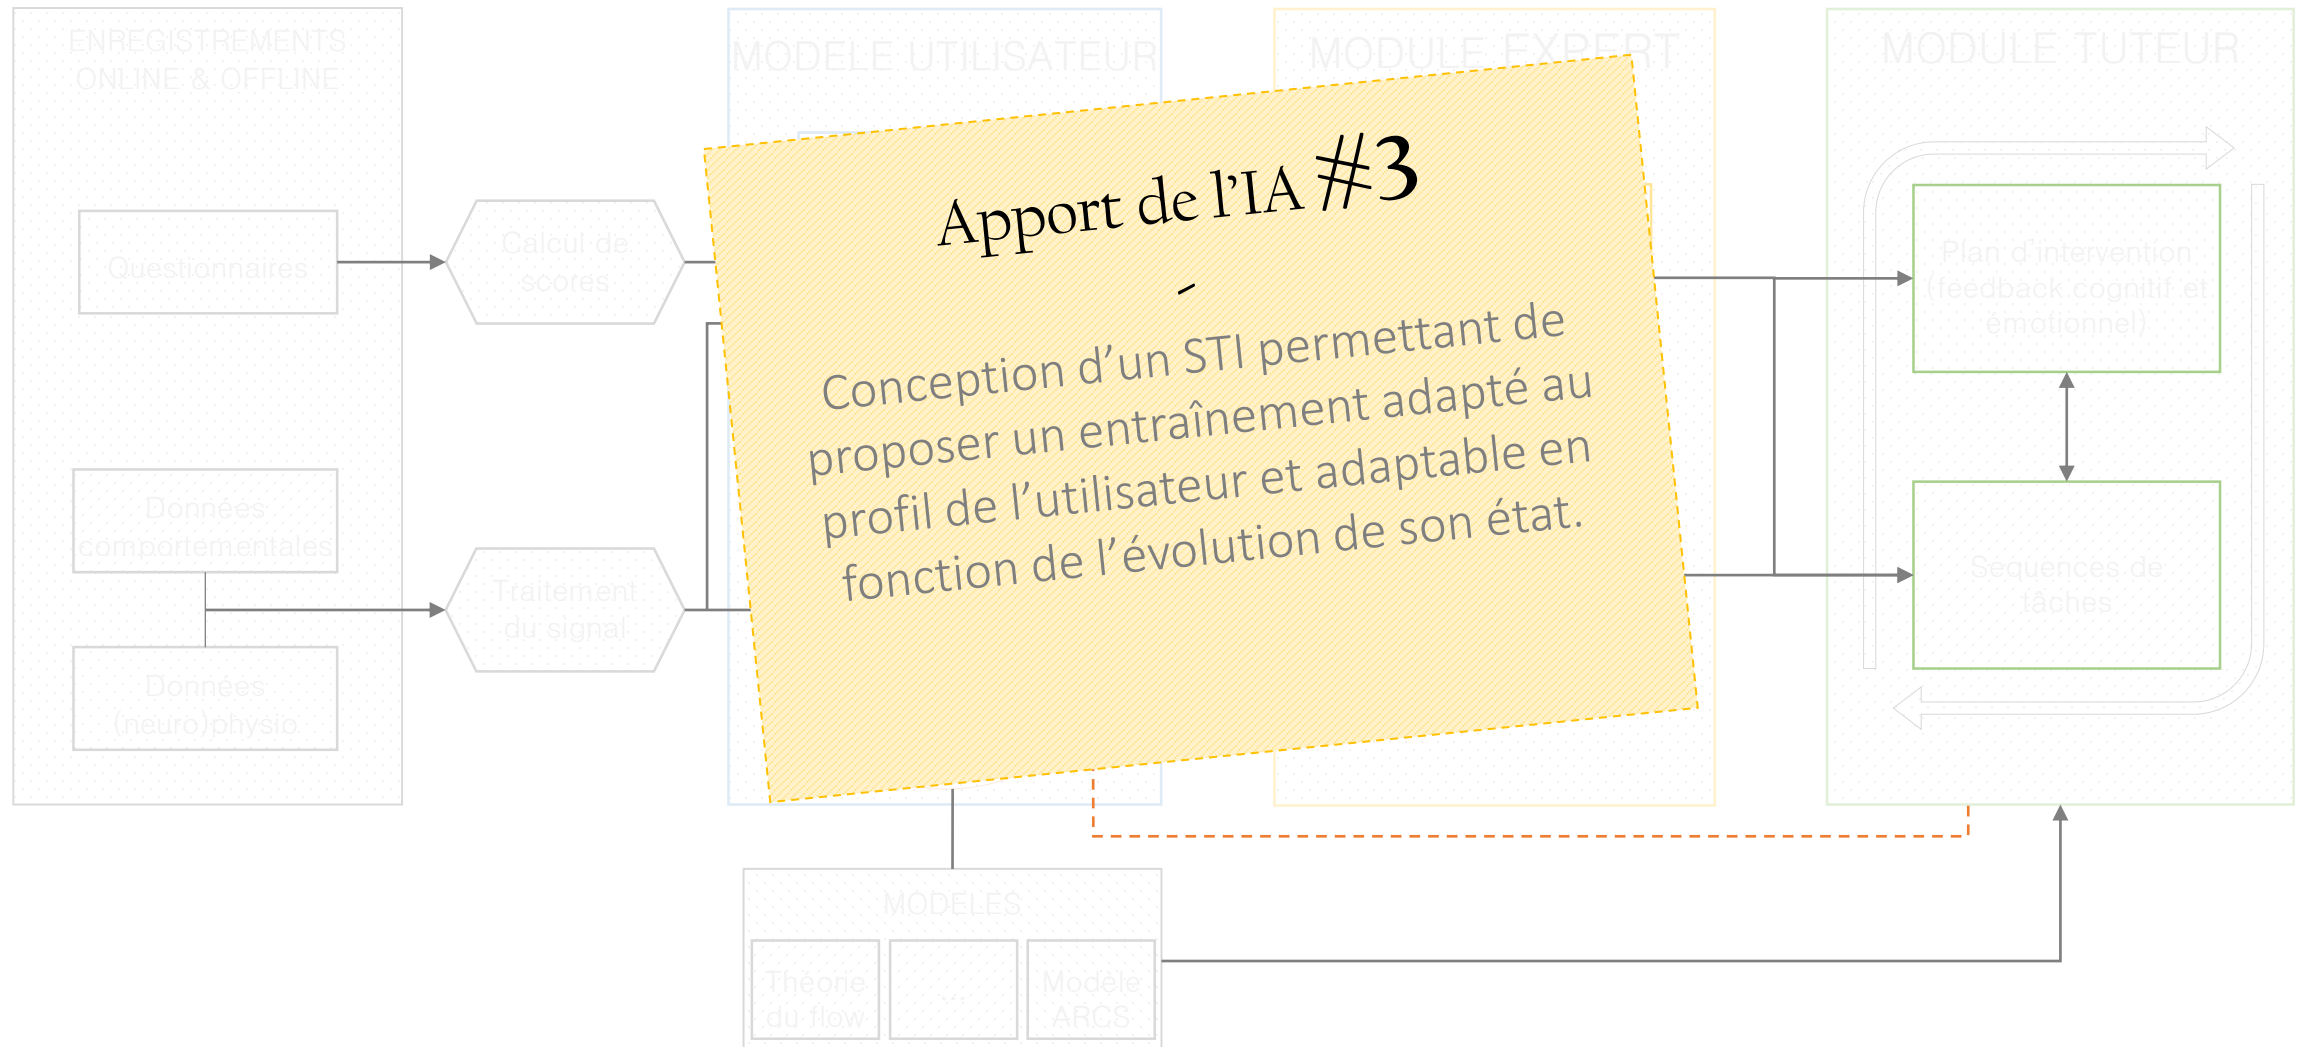 ENREGISTREMENTS
ONLINE & OFFLINE
Questionnaires
Données
comportementales
Données
(neuro)physio
Calcul de
scores
Traitement
du signal
MODELE UTILISATEUR
MODULE EXPERT
Apport de l’IA #3
-
Conception d’un STI permettant de
proposer un entraînement adapté au
profil de l’utilisateur et adaptable en
fonction de l’évolution de son état.
MODULE TUTEUR
Plan d’intervention
(feedback cognitif et
émotionnel)
Sequences de
tâches
MODELES
Théorie
du flow
...
Modèle
ARCS